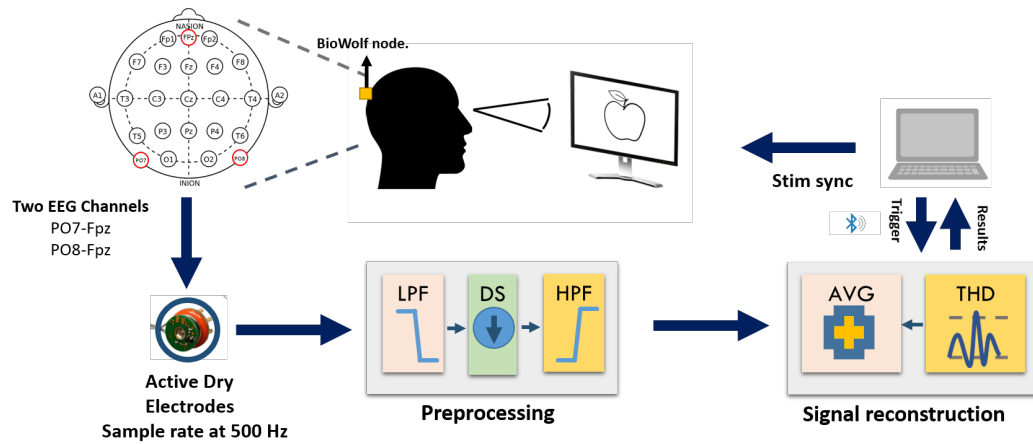 NASION
Fp1 FPz Fp2
F7 F3 Fz F4 F8
A1 T3 C3 Cz C4 T4 A2
T5 P3 Pz P4 T6
PO7 O1 O2 PO8
INION
BioWolf node.
Two EEG Channels
PO7-Fpz
PO8-Fpz
Stim sync
Trigger
Results
LPF
DS
HPF
AVG
THD
Active Dry
Electrodes
Sample rate at 500 Hz
Preprocessing
Signal reconstruction